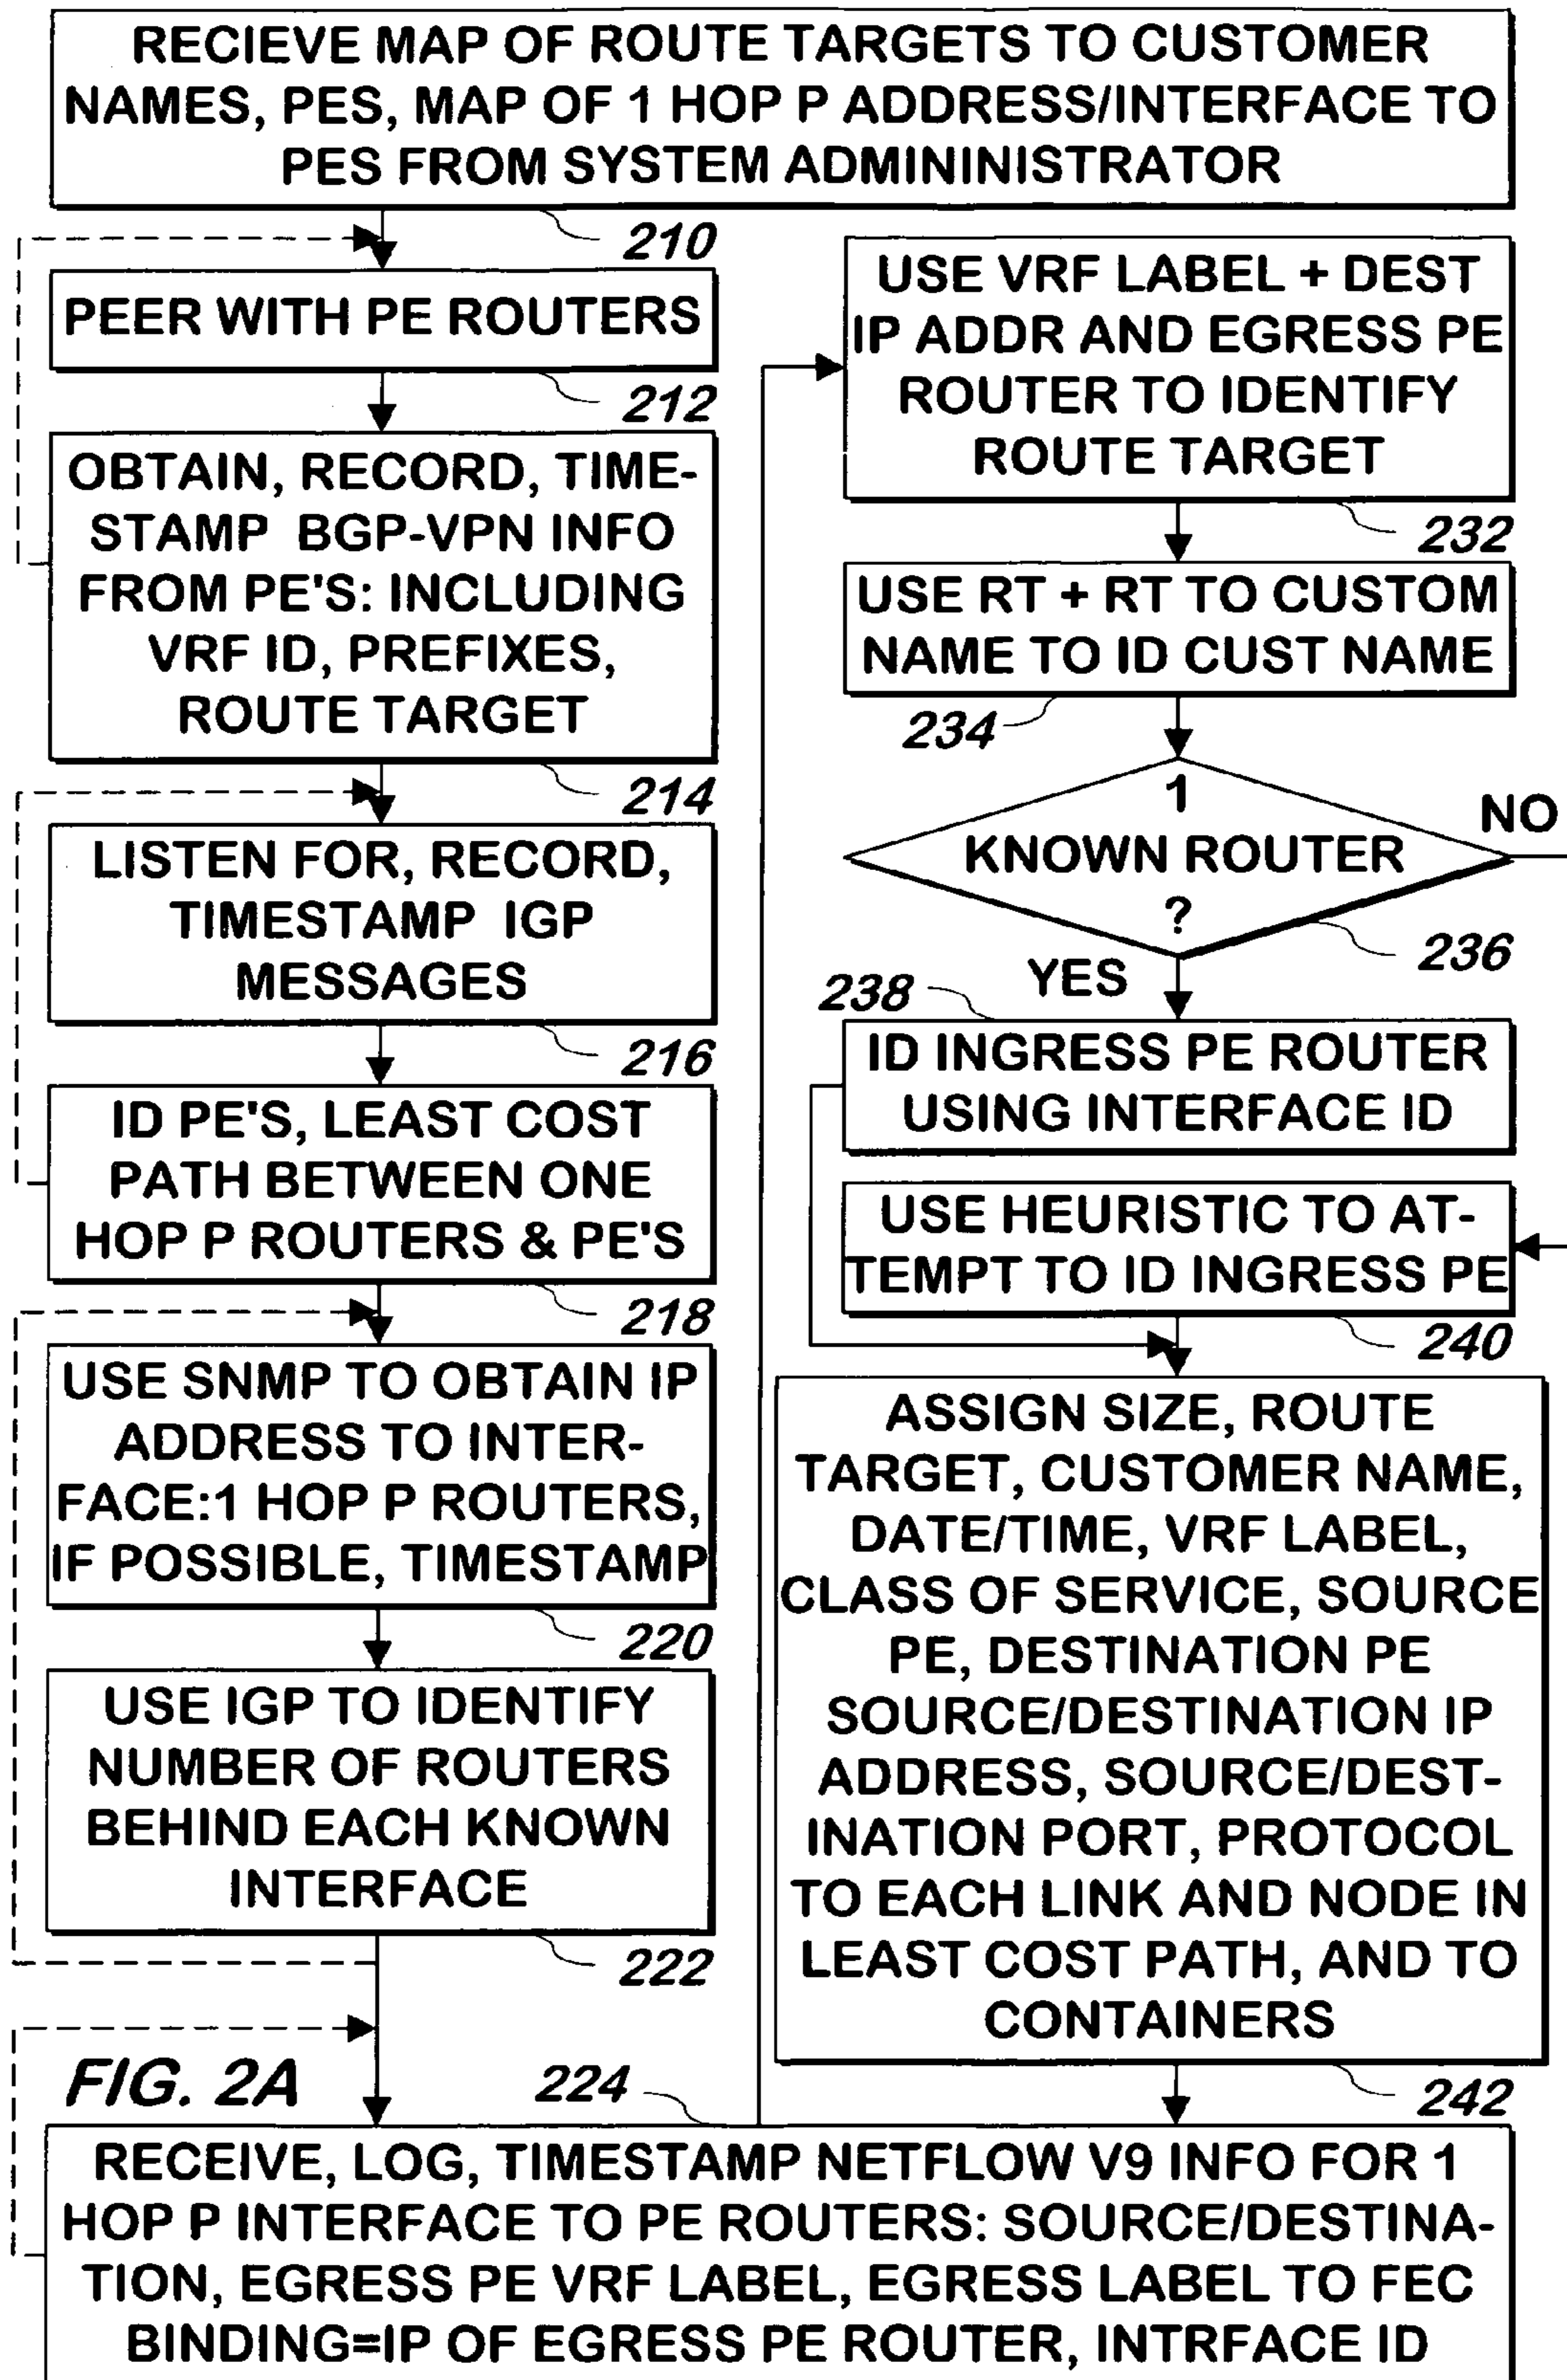 RECIEVE MAP OF ROUTE TARGETS TO CUSTOMER
NAMES, PES, MAP OF 1 HOP P ADDRESS/INTERFACE TO
PES FROM SYSTEM ADMININISTRATOR
210
PEER WITH PE ROUTERS
212
OBTAIN, RECORD, TIME-
STAMP BGP-VPN INFO
FROM PE'S: INCLUDING
VRF ID, PREFIXES,
ROUTE TARGET
214
LISTEN FOR, RECORD,
TIMESTAMP IGP
MESSAGES
216
ID PE'S, LEAST COST
PATH BETWEEN ONE
HOP P ROUTERS & PE'S
218
USE SNMP TO OBTAIN IP
ADDRESS TO INTER-
FACE:1 HOP P ROUTERS,
IF POSSIBLE, TIMESTAMP
220
USE IGP TO IDENTIFY
NUMBER OF ROUTERS
BEHIND EACH KNOWN
INTERFACE
222
FIG. 2A
224
RECEIVE, LOG, TIMESTAMP NETFLOW V9 INFO FOR 1
HOP P INTERFACE TO PE ROUTERS: SOURCE/DESTINA-
TION, EGRESS PE VRF LABEL, EGRESS LABEL TO FEC
BINDING=IP OF EGRESS PE ROUTER, INTRFACE ID
USE VRF LABEL + DEST
IP ADDR AND EGRESS PE
ROUTER TO IDENTIFY
ROUTE TARGET
232
USE RT + RT TO CUSTOM
NAME TO ID CUST NAME
234
1
KNOWN ROUTER
?
NO
236
YES
238
ID INGRESS PE ROUTER
USING INTERFACE ID
USE HEURISTIC TO AT-
TEMPT TO ID INGRESS PE
240
ASSIGN SIZE, ROUTE
TARGET, CUSTOMER NAME,
DATE/TIME, VRF LABEL,
CLASS OF SERVICE, SOURCE
PE, DESTINATION PE
SOURCE/DESTINATION IP
ADDRESS, SOURCE/DEST-
INATION PORT, PROTOCOL
TO EACH LINK AND NODE IN
LEAST COST PATH, AND TO
CONTAINERS
242